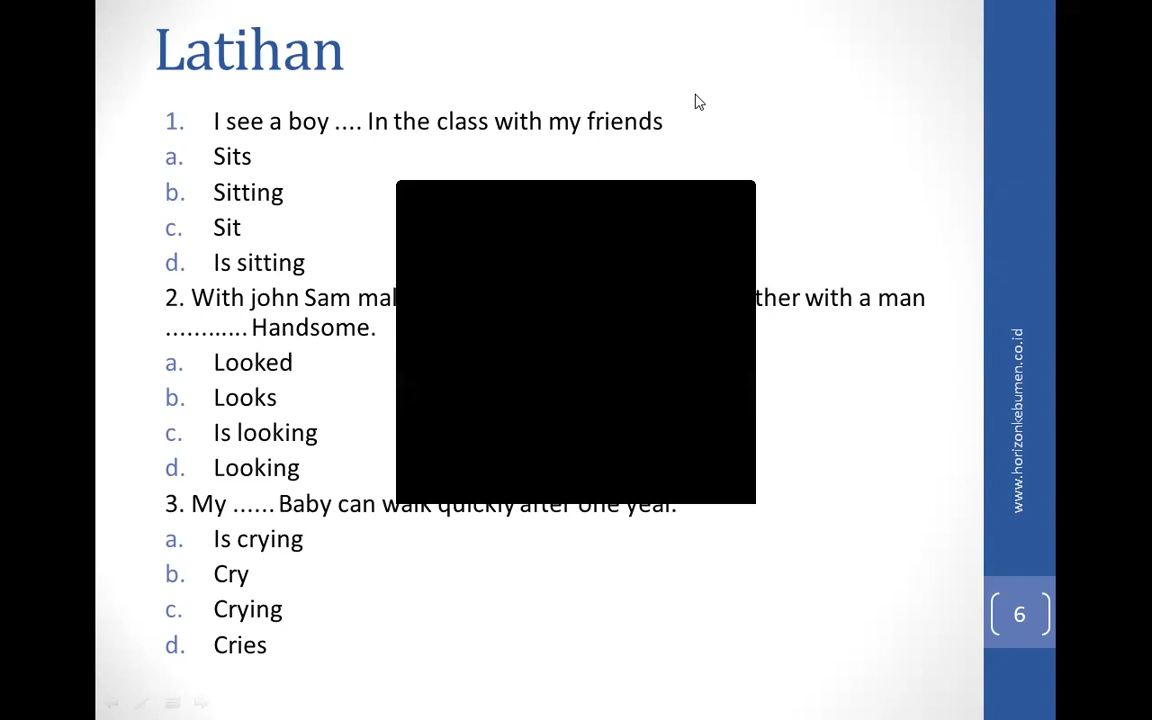 Latihan
1. I see a boy .... In the class with my friends
a. Sits
b. Sitting
c. Sit
d. Is sitting
2. With john Sam mal ther with a man
............ Handsome.
a. Looked
b. Looks
c. Is looking
d. Looking
3. My ...... Baby can walk quickly after one year.
a. Is crying
b. Cry
c. Crying
d. Cries
www.horizonkebumen.co.id
6